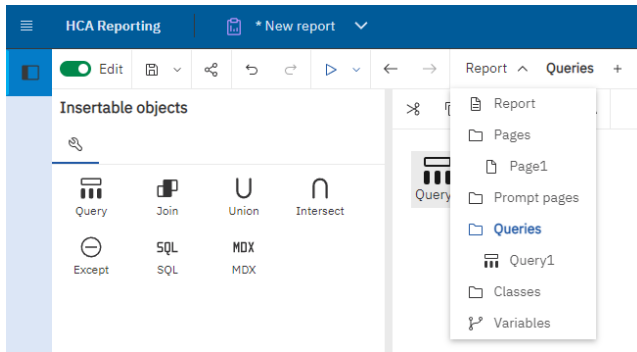 HCA Reporting
* New report
Edit
Report
Queries
+
Insertable objects
Query
Join
Union
Intersect
Except
SQL
SQL
MDX
MDX
Query
Report
Pages
Page1
Prompt pages
Queries
Query1
Classes
Variables